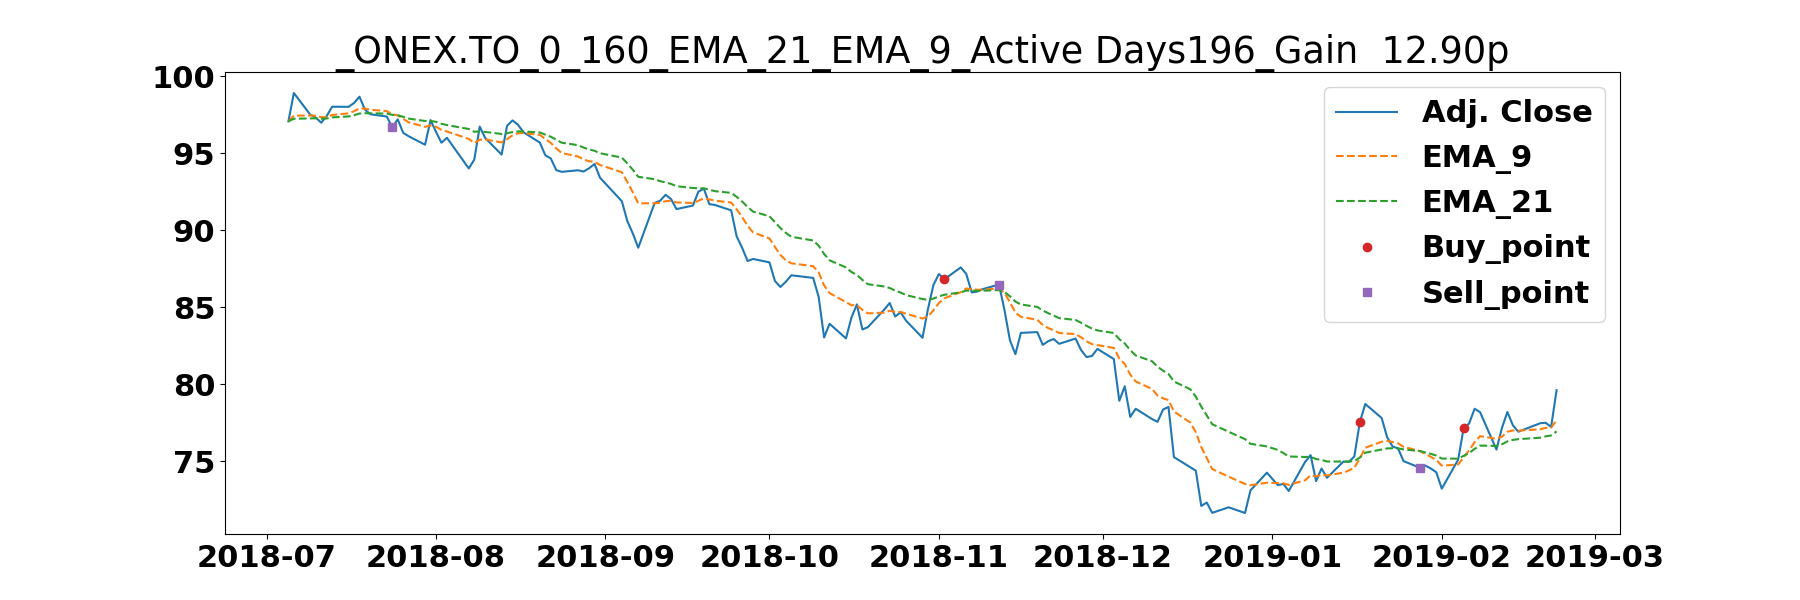 _ONEX.TO_0_160_EMA_21_EMA_9_Active Days196_Gain  12.90p
100
95
90
85
80
75
Adj. Close
EMA_9
EMA_21
Buy_point
Sell_point
2018-07 2018-08 2018-09 2018-10 2018-11 2018-12 2019-01 2019-02 2019-03